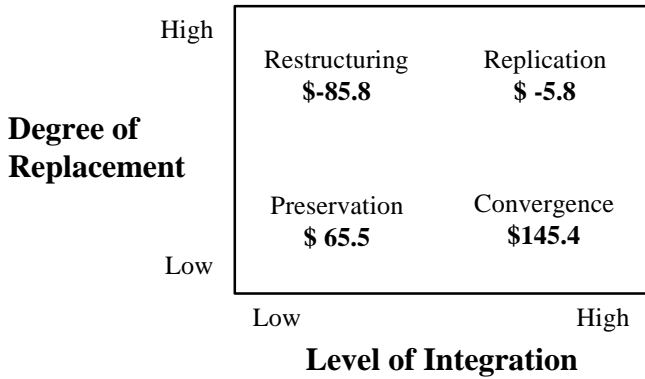 High
Restructuring Replication
$-85.8 $ -5.8
Degree of
Replacement
Preservation Convergence
$ 65.5 $145.4
Low
Low High
Level of Integration